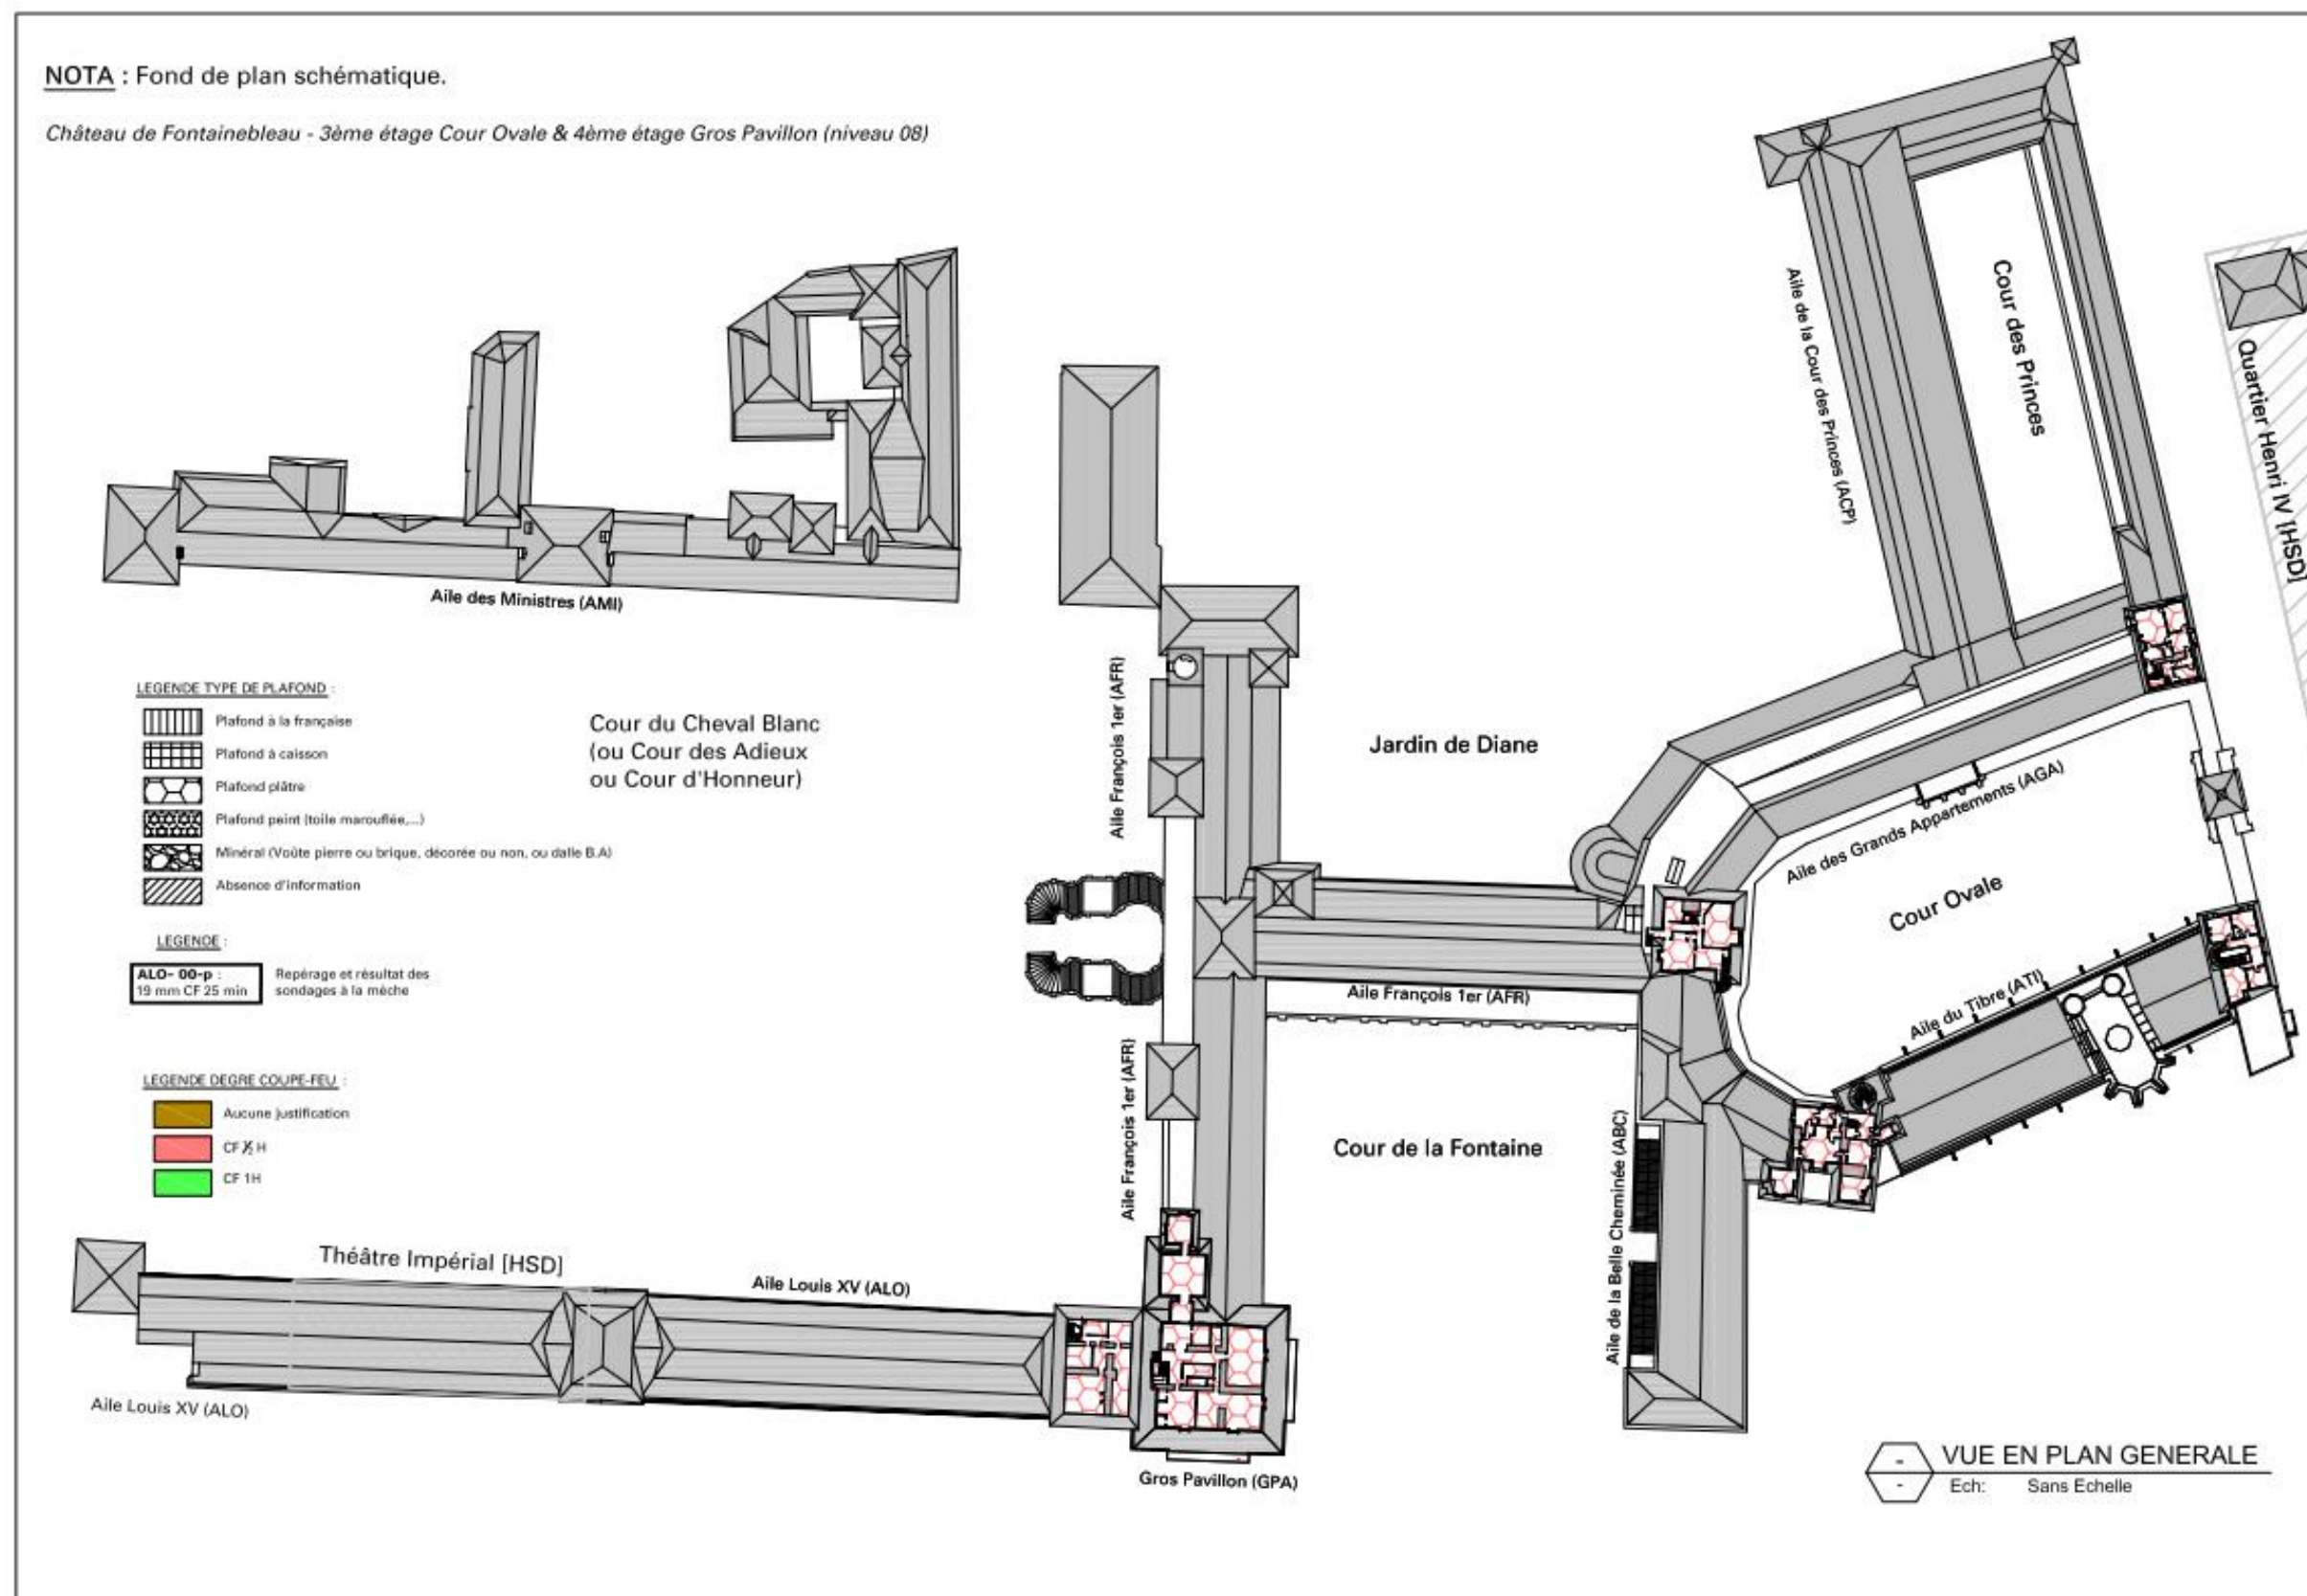 NOTA : Fond de plan schématique.
Château de Fontainebleau - 3ème étage Cour Ovale & 4ème étage Gros Pavillon (niveau 08)
Aile de la Cour des Princes (ACP)
Cour des Princes
Quartier Henri IV [HSD]
Aile des Ministres (AMI)
LEGENDE TYPE DE PLAFOND :
Plafond à la française
Plafond à caisson
Plafond plâtre
Plafond peint (toile marouflée,...)
Minéral (Voûte pierre ou brique, décorée ou non, ou dalle B.A)
Absence d'information
Cour du Cheval Blanc
(ou Cour des Adieux
ou Cour d'Honneur)
Aile François 1er (AFR)
Jardin de Diane
Aile des Grands Appartements (AGA)
Cour Ovale
LEGENDE :
ALO- 00-p :
19 mm CF 25 min
Repérage et résultat des
sondages à la mèche
Aile François 1er (AFR)
Aile du Tibre (ATI)
LEGENDE DEGRE COUPE-FEU :
Aucune justification
CF ½ H
CF 1H
Aile François 1er (AFR)
Cour de la Fontaine
Aile de la Belle Cheminée (ABC)
Théâtre Impérial [HSD]
Aile Louis XV (ALO)
Aile Louis XV (ALO)
Gros Pavillon (GPA)
- VUE EN PLAN GENERALE
- Ech: Sans Echelle